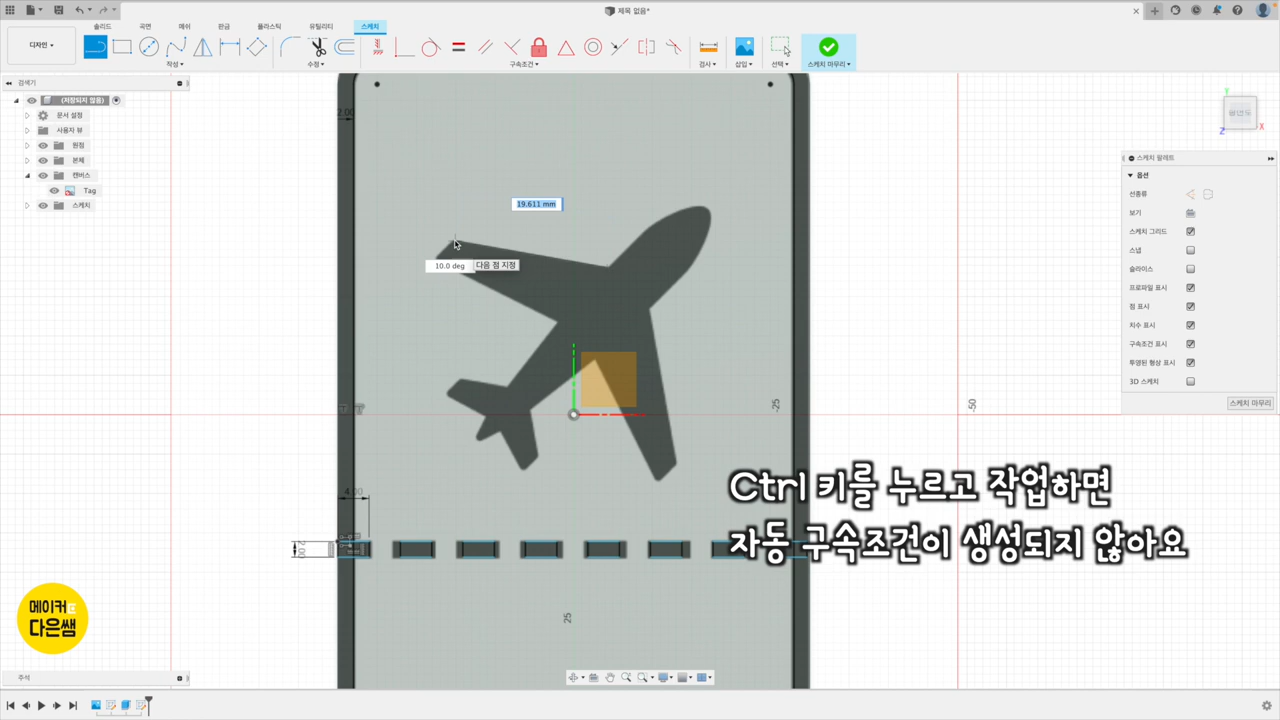 제목 없음*
솔리드 곡면 메쉬 판금 플라스틱 유틸리티 스케치
디자인
작성 수정 구속조건 검사 삽입 선택 스케치 마무리
검색기
(저장되지 않음)
문서 설정
사용자 뷰
원점
본체
캔버스
Tag
스케치
2.00
19.611 mm
10.0 deg 다음 점 지정
Y
X
Z
스케치 팔레트
옵션
선종류
보기
스케치 그리드
스냅
슬라이스
프로파일 표시
점 표시
치수 표시
구속조건 표시
투영된 형상 표시
3D 스케치
스케치 마무리
-25
-50
4.00
2.00
25
Ctrl 키를 누르고 작업하면
자동 구속조건이 생성되지 않아요
메이커
다은쌤
주석